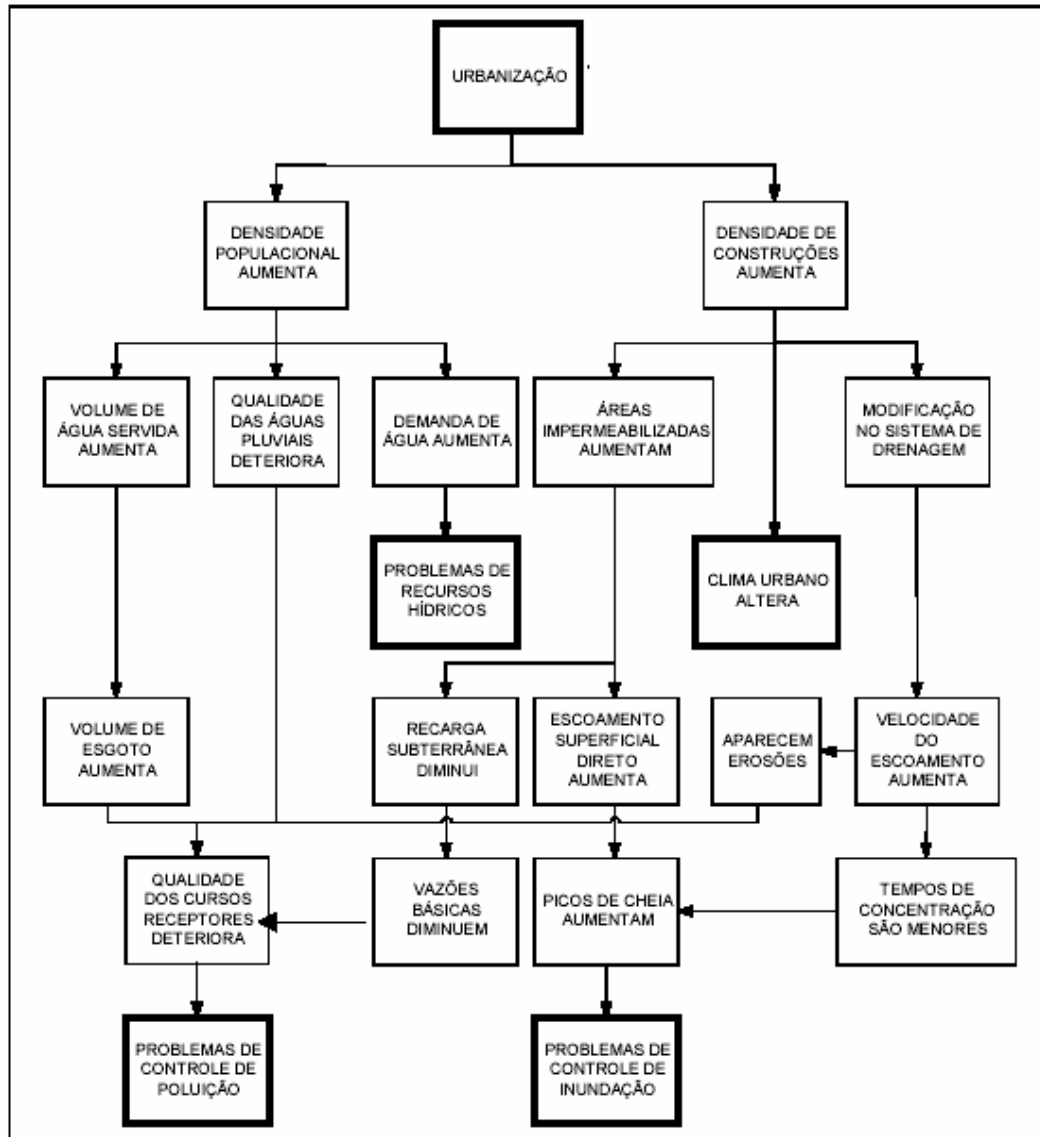 URBANIZAÇÃO
DENSIDADE
POPULACIONAL
AUMENTA
DENSIDADE DE
CONSTRUÇÕES
AUMENTA
VOLUME DE
ÁGUA SERVIDA
AUMENTA
QUALIDADE
DAS ÁGUAS
PLUVIAIS
DETERIORA
DEMANDA DE
ÁGUA AUMENTA
ÁREAS
IMPERMEABILIZADAS
AUMENTAM
MODIFICAÇÃO
NO SISTEMA DE
DRENAGEM
PROBLEMAS DE
RECURSOS
HÍDRICOS
CLIMA URBANO
ALTERA
VOLUME DE
ESGOTO
AUMENTA
RECARGA
SUBTERRÂNEA
DIMINUI
ESCOAMENTO
SUPERFICIAL
DIRETO
AUMENTA
APARECEM
EROSÕES
VELOCIDADE
DO
ESCOAMENTO
AUMENTA
QUALIDADE
DOS CURSOS
RECEPTORES
DETERIORA
VAZÕES
BÁSICAS
DIMINUEM
PICOS DE CHEIA
AUMENTAM
TEMPOS DE
CONCENTRAÇÃO
SÃO MENORES
PROBLEMAS DE
CONTROLE DE
POLUIÇÃO
PROBLEMAS DE
CONTROLE DE
INUNDAÇÃO